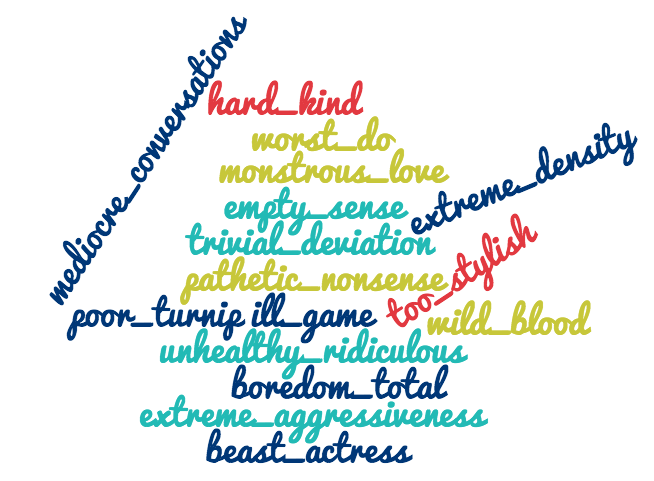 mediocre_conversations
hard_kind
worst_do
monstrous_love
extreme_density
empty_sense
trivial_deviation
pathetic_nonsense
too_stylish
poor_turnip ill_game
wild_blood
unhealthy_ridiculous
boredom_total
extreme_aggressiveness
beast_actress